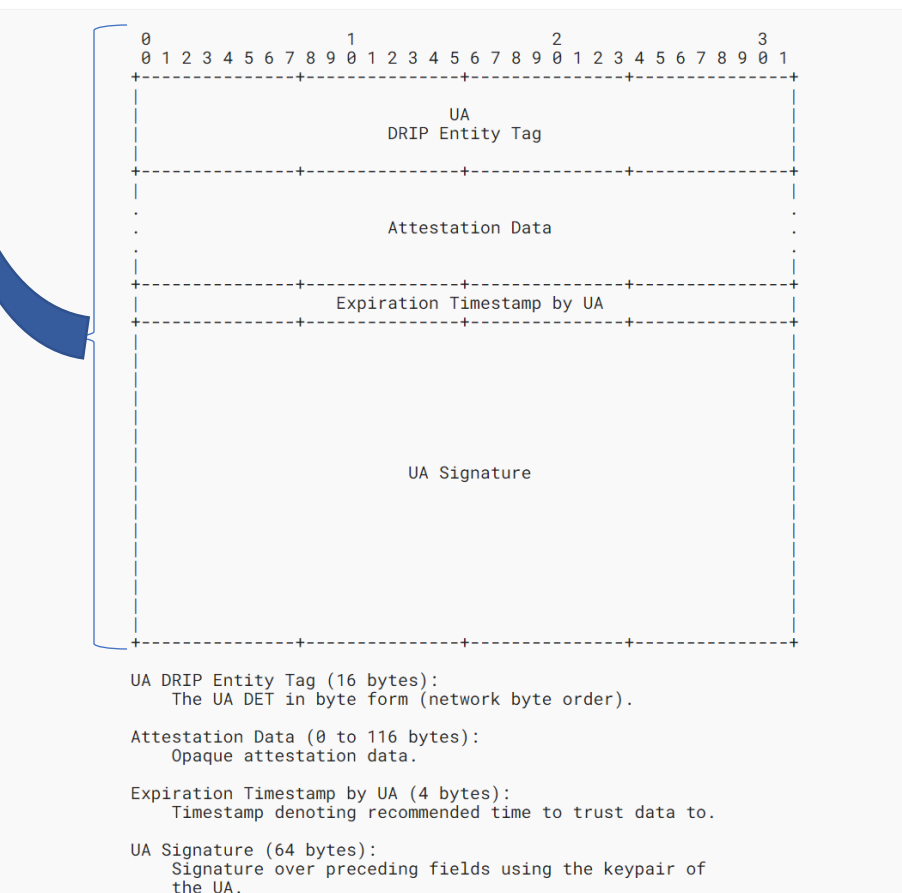 0                   1                   2                   3
0 1 2 3 4 5 6 7 8 9 0 1 2 3 4 5 6 7 8 9 0 1 2 3 4 5 6 7 8 9 0 1
+---------------+---------------+---------------+---------------+
UA
DRIP Entity Tag
+---------------+---------------+---------------+---------------+
Attestation Data
+---------------+---------------+---------------+---------------+
Expiration Timestamp by UA
+---------------+---------------+---------------+---------------+
UA Signature
+---------------+---------------+---------------+---------------+
UA DRIP Entity Tag (16 bytes):
The UA DET in byte form (network byte order).
Attestation Data (0 to 116 bytes):
Opaque attestation data.
Expiration Timestamp by UA (4 bytes):
Timestamp denoting recommended time to trust data to.
UA Signature (64 bytes):
Signature over preceding fields using the keypair of
the UA.